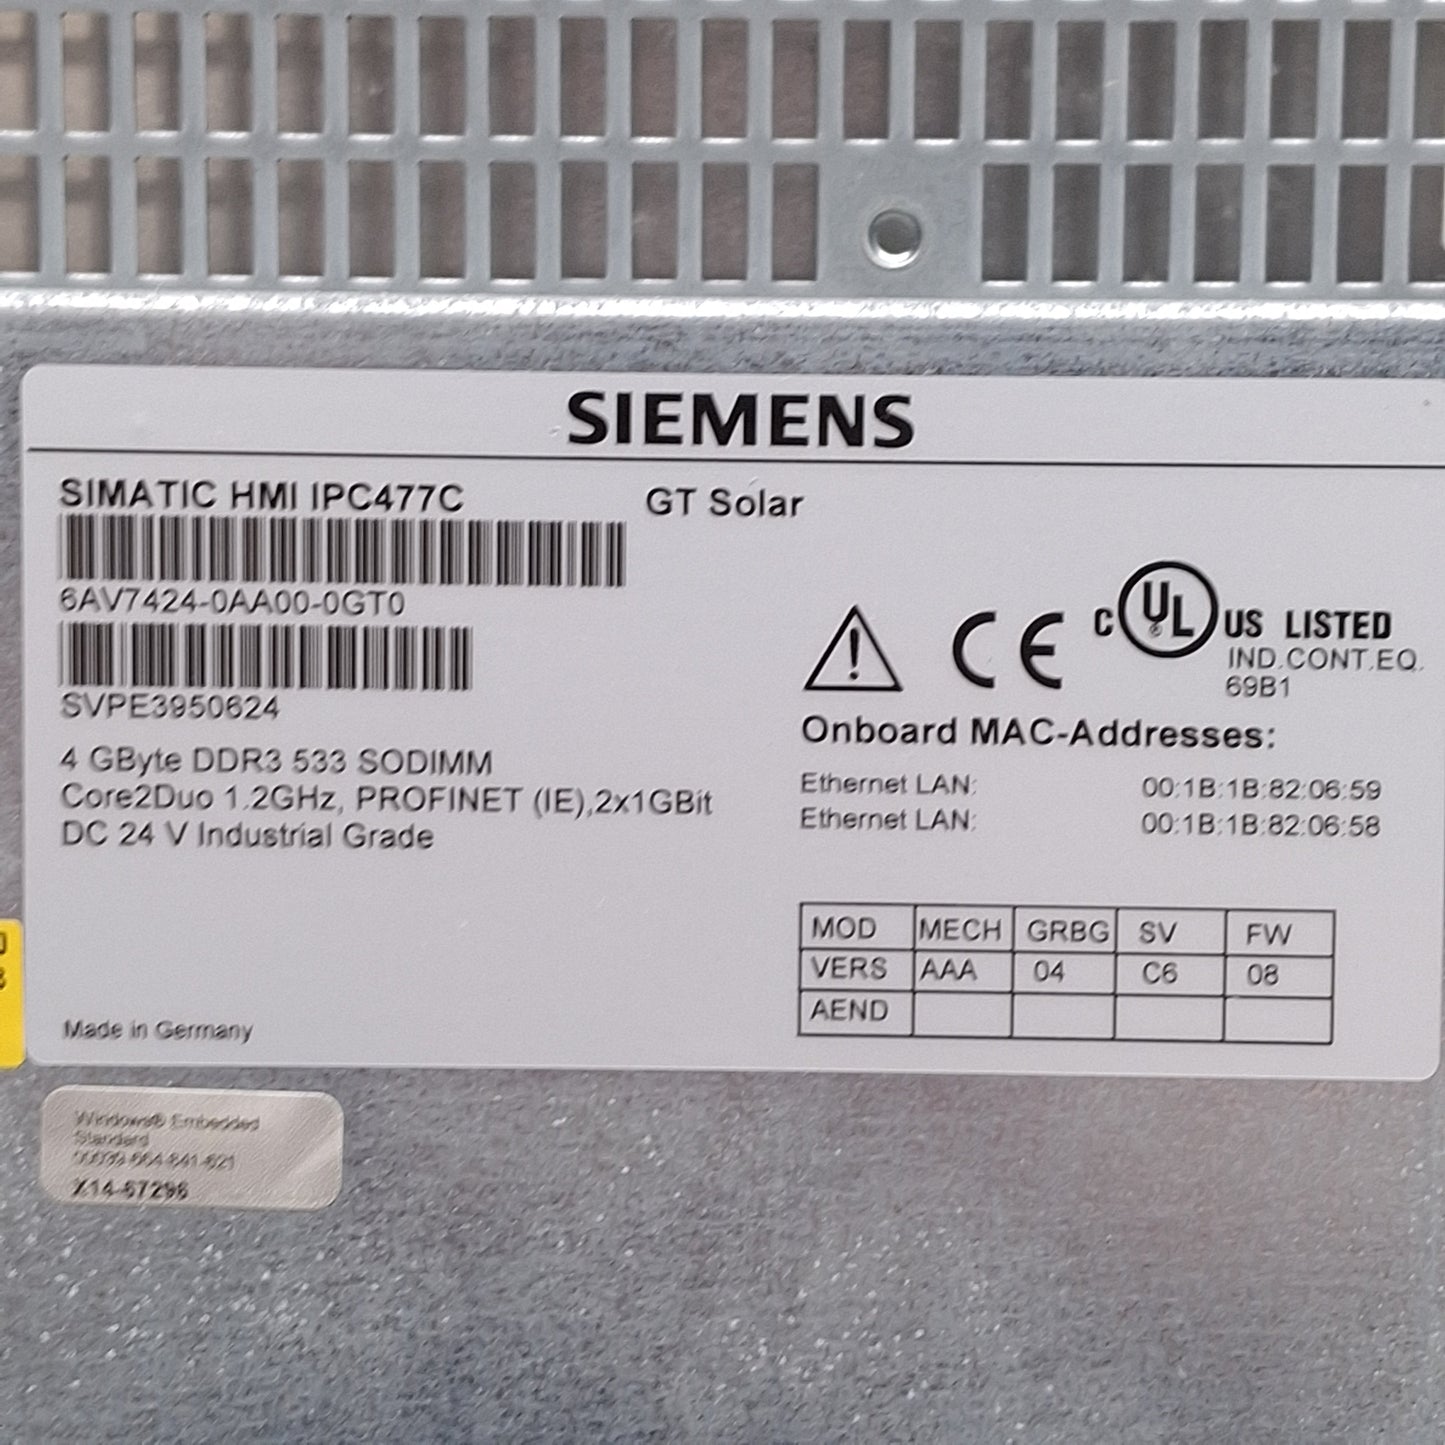 SIEMENS
SIMATIC HMI IPC477C
GT Solar
6AV7424-0AA00-0GT0
SVPE3950624
4 GByte DDR3 533 SODIMM
Core2Duo 1.2GHz, PROFINET (IE),2x1GBit
DC 24 V Industrial Grade
Made in Germany
CE
C UL® US LISTED
IND.CONT.EQ.
69B1
Onboard MAC-Addresses:
Ethernet LAN: 00:1B:1B:82:06:59
Ethernet LAN: 00:1B:1B:82:06:58
MOD MECH GRBG SV FW
VERS AAA 04 C6 08
AEND
Windows® Embedded
Standard
X14-67296